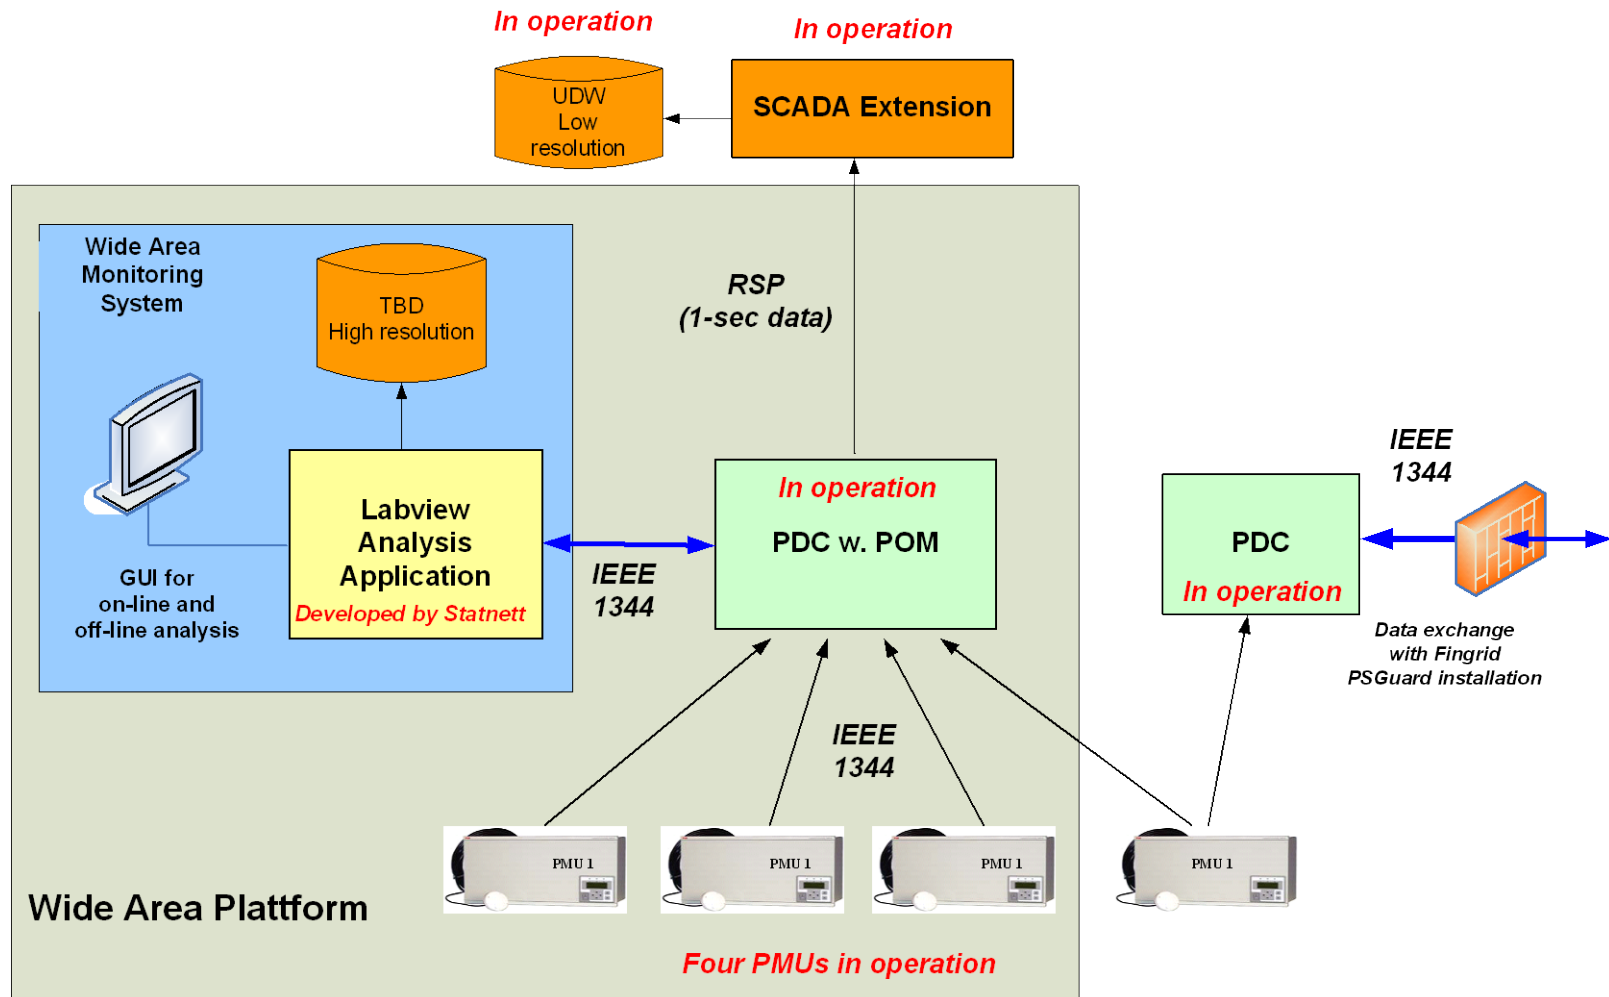 In operation
In operation
UDW
Low
resolution
SCADA Extension
Wide Area
Monitoring
System
TBD
High resolution
RSP
(1-sec data)
IEEE
1344
In operation
PDC w. POM
Labview
Analysis
Application
Developed by Statnett
IEEE
1344
PDC
In operation
GUI for
on-line and
off-line analysis
Data exchange
with Fingrid
PSGuard installation
IEEE
1344
PMU 1
PMU 1
PMU 1
PMU 1
Wide Area Plattform
Four PMUs in operation